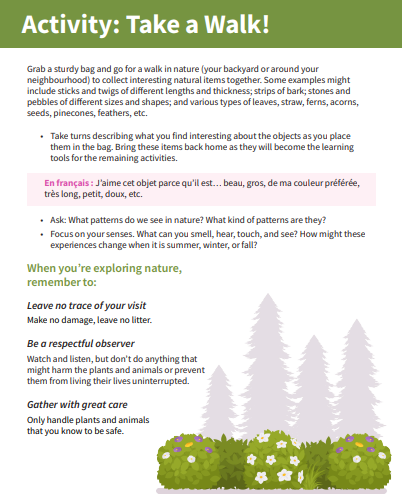 Activity: Take a Walk!
Grab a sturdy bag and go for a walk in nature (your backyard or around your
neighbourhood) to collect interesting natural items together. Some examples might
include sticks and twigs of different lengths and thickness; strips of bark; stones and
pebbles of different sizes and shapes; and various types of leaves, straw, ferns, acorns,
seeds, pinecones, feathers, etc.
• Take turns describing what you find interesting about the objects as you place
them in the bag. Bring these items back home as they will become the learning
tools for the remaining activities.
En français : J'aime cet objet parce qu'il est… beau, gros, de ma couleur préférée,
très long, petit, doux, etc.
• Ask: What patterns do we see in nature? What kind of patterns are they?
• Focus on your senses. What can you smell, hear, touch, and see? How might these
experiences change when it is summer, winter, or fall?
When you're exploring nature,
remember to:
Leave no trace of your visit
Make no damage, leave no litter.
Be a respectful observer
Watch and listen, but don't do anything that
might harm the plants and animals or prevent
them from living their lives uninterrupted.
Gather with great care
Only handle plants and animals
that you know to be safe.